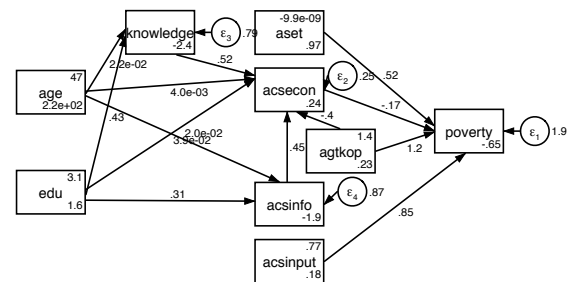 knowledge
-2.4
ε3
.79
-9.9e-09
aset
.97
2.2e-02
.52
ε2
.25
.52
47
age
2.2e+02
4.0e-03
acsecon
.24
-.17
-.4
.43
2.0e-02
3.9e-02
.45
1.4
agtkop
.23
1.2
poverty
-.65
ε1
1.9
3.1
edu
1.6
.31
acsinfo
-1.9
ε4
.87
.85
.77
acsinput
.18